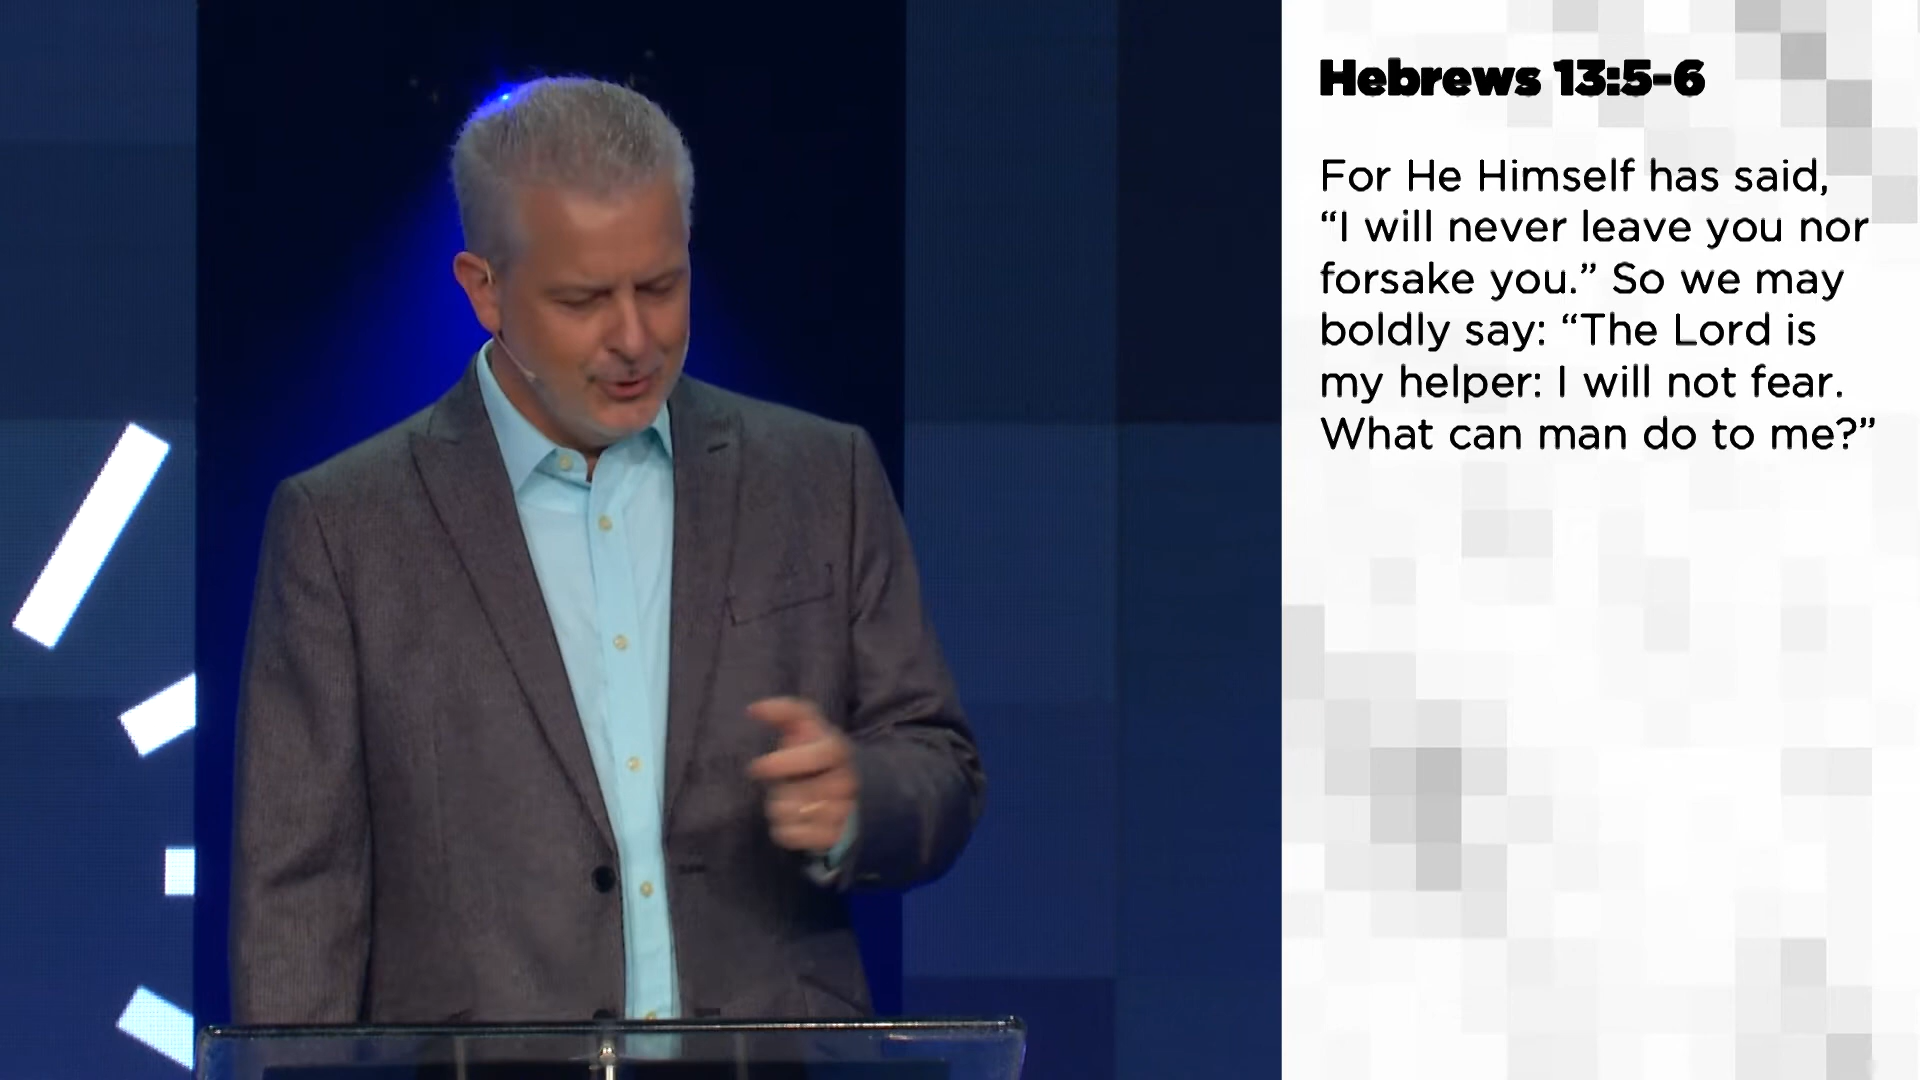 Hebrews 13:5-6
For He Himself has said,
“I will never leave you nor
forsake you.” So we may
boldly say: “The Lord is
my helper: I will not fear.
What can man do to me?”